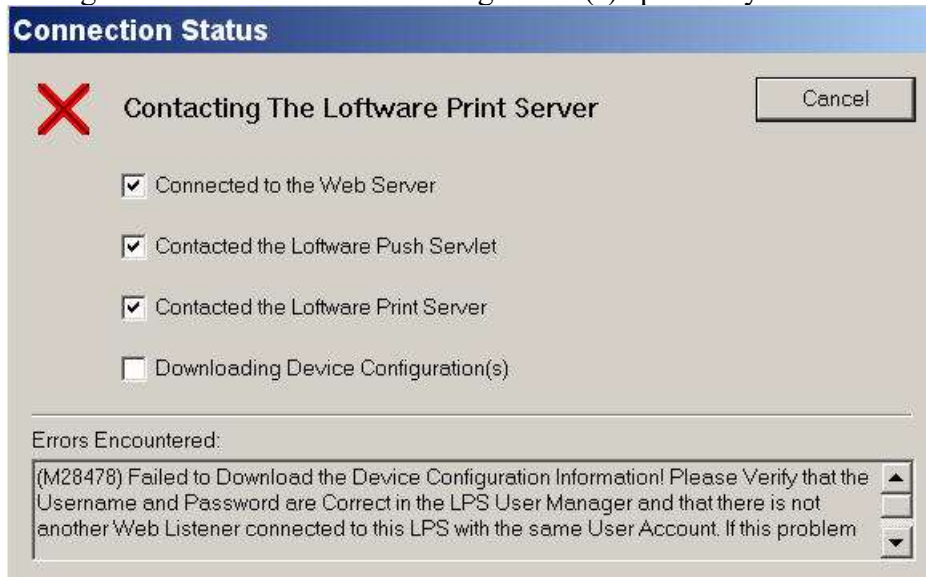 Connection Status
Contacting The Loftware Print Server
Cancel
Connected to the Web Server
Contacted the Loftware Push Servlet
Contacted the Loftware Print Server
Downloading Device Configuration(s)
Errors Encountered:
(M28478) Failed to Download the Device Configuration Information! Please Verify that the
Username and Password are Correct in the LPS User Manager and that there is not
another Web Listener connected to this LPS with the same User Account. If this problem